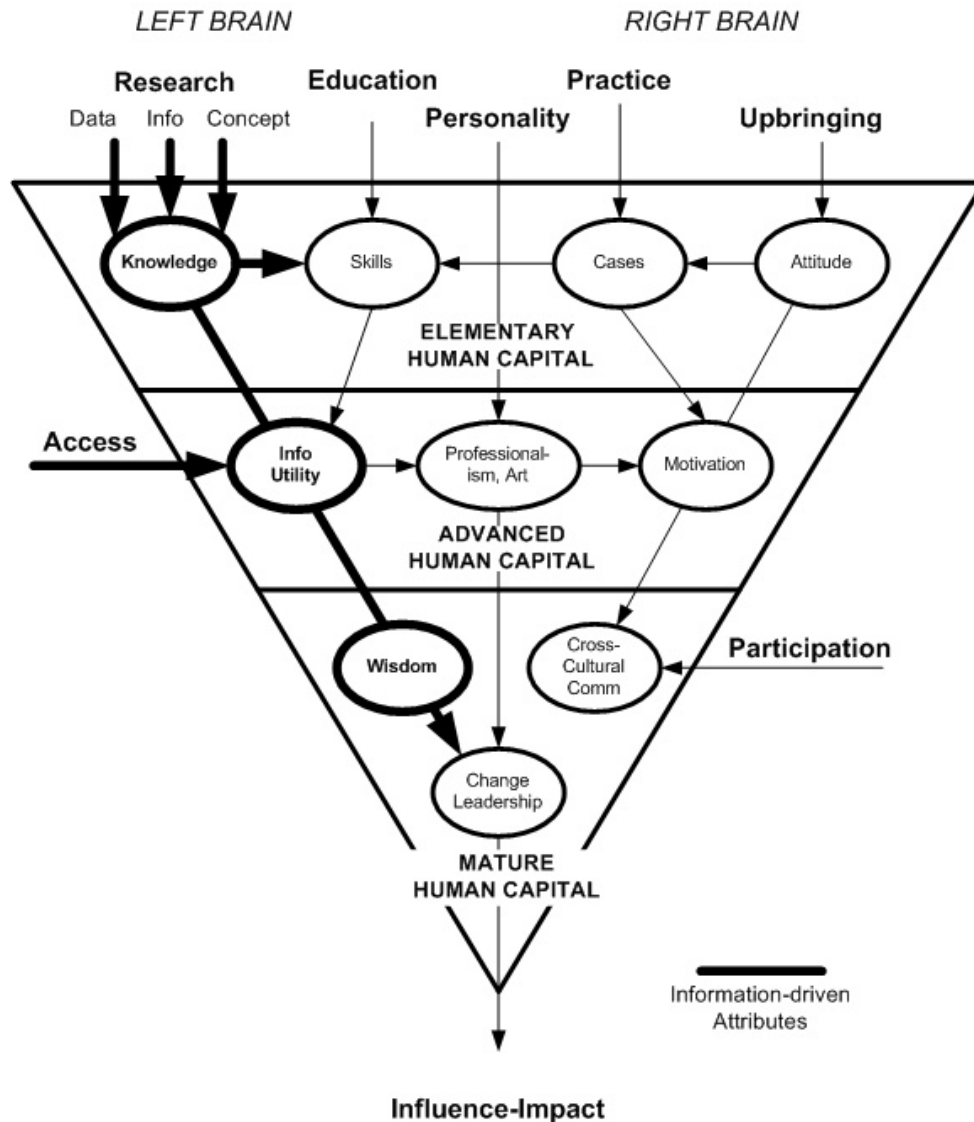 LEFT BRAIN
RIGHT BRAIN
Research
Education
Practice
Data
Info
Concept
Personality
Upbringing
Knowledge
Skills
Cases
Attitude
ELEMENTARY
HUMAN CAPITAL
Access
Info
Utility
Professional-
ism, Art
Motivation
ADVANCED
HUMAN CAPITAL
Wisdom
Cross-
Cultural
Comm
Participation
Change
Leadership
MATURE
HUMAN CAPITAL
Information-driven
Attributes
Influence-Impact